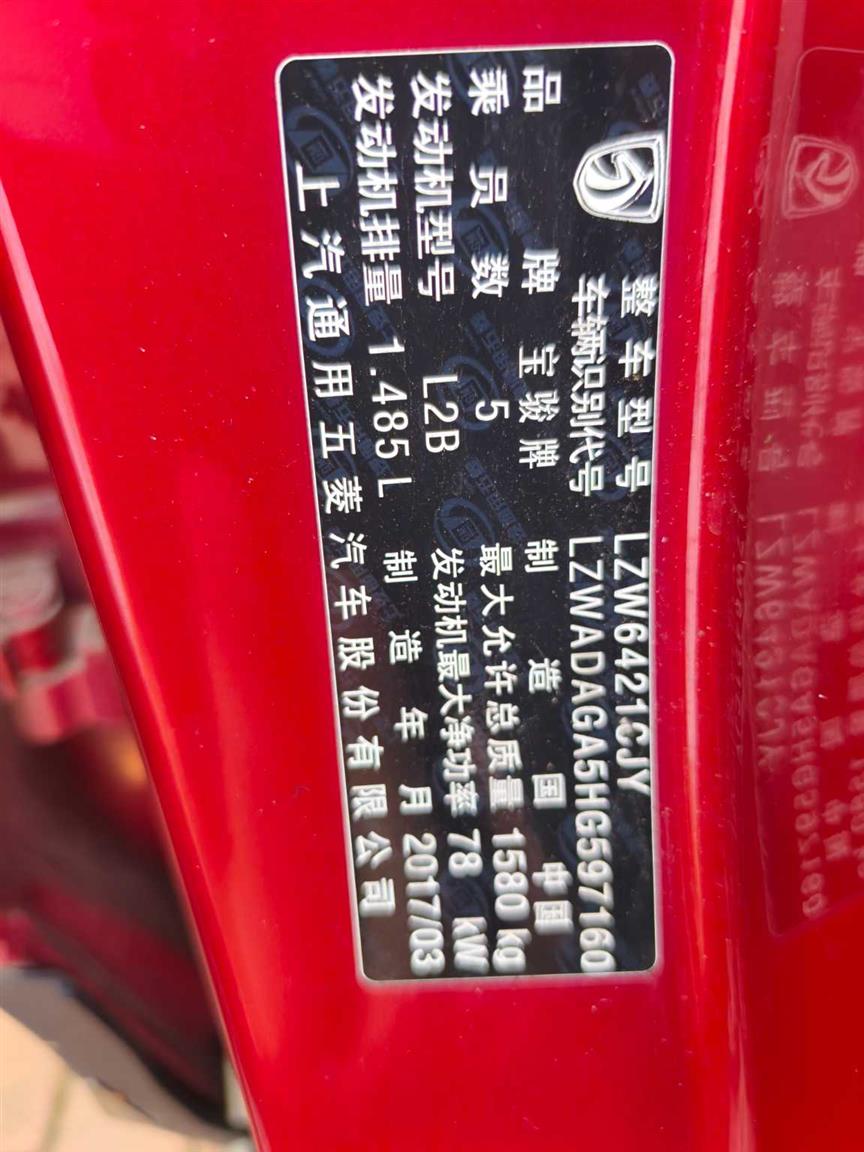 整车型号 LZW6421CJY
车辆识别代号 LZWADAGA5HG597160
品牌 宝骏牌 制造国 中国
乘员数 5 最大允许总质量 1580 kg
发动机型号 L2B 发动机最大净功率 78 kW
发动机排量 1.485L 制造年月 2017/03
上汽通用五菱汽车股份有限公司